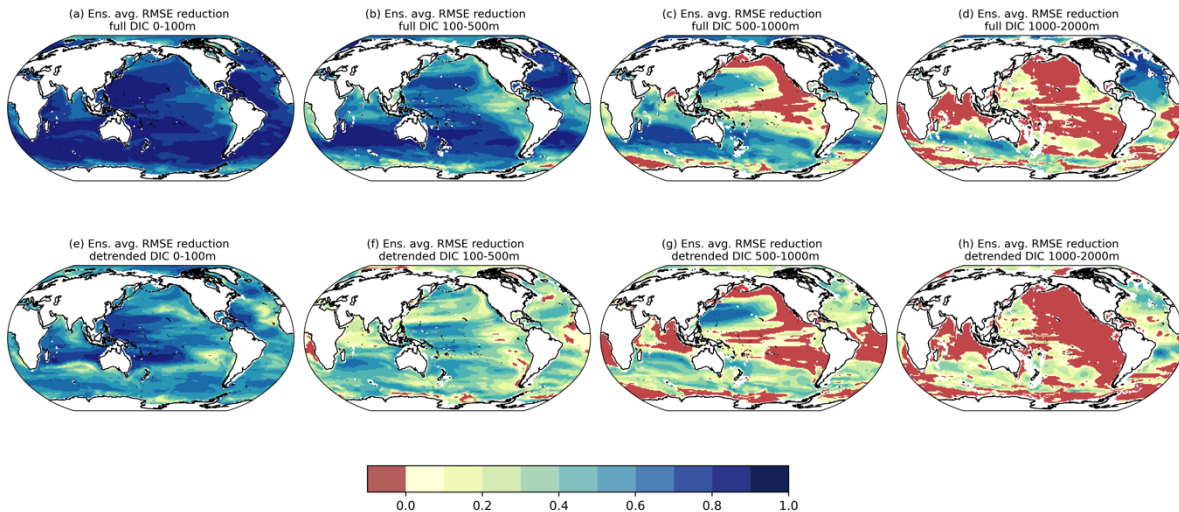 (a) Ens. avg. RMSE reduction
full DIC 0-100m
(b) Ens. avg. RMSE reduction
full DIC 100-500m
(c) Ens. avg. RMSE reduction
full DIC 500-1000m
(d) Ens. avg. RMSE reduction
full DIC 1000-2000m
(e) Ens. avg. RMSE reduction
detrended DIC 0-100m
(f) Ens. avg. RMSE reduction
detrended DIC 100-500m
(g) Ens. avg. RMSE reduction
detrended DIC 500-1000m
(h) Ens. avg. RMSE reduction
detrended DIC 1000-2000m
0.0 0.2 0.4 0.6 0.8 1.0